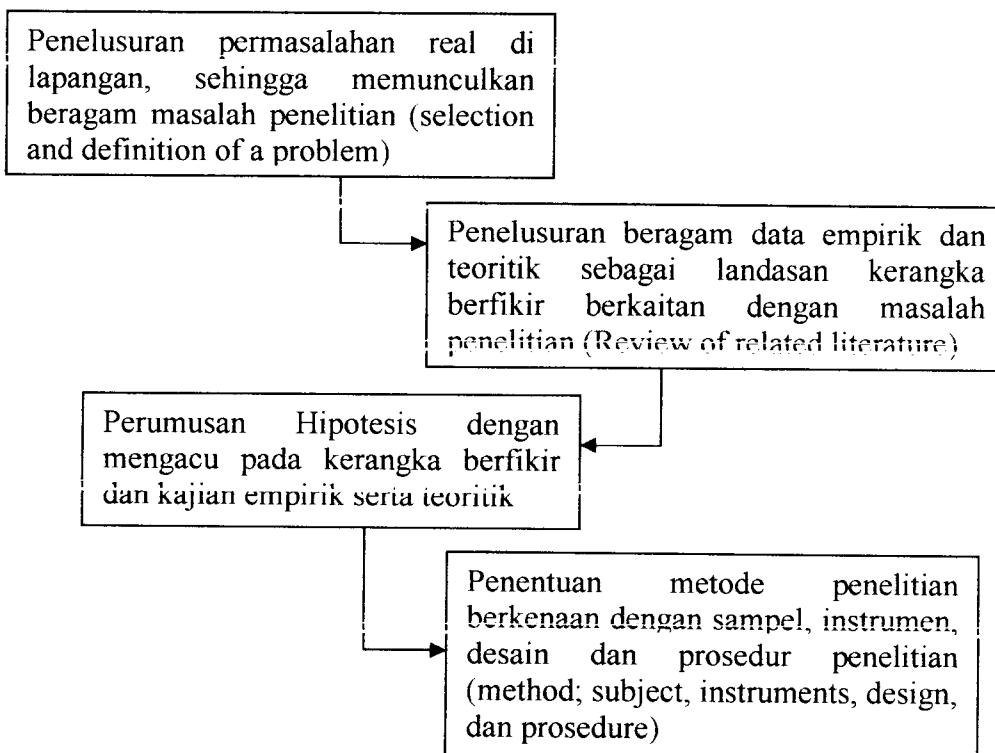 Penelusuran permasalahan real di
lapangan, sehingga memunculkan
beragam masalah penelitian (selection
and definition of a problem)
Penelusuran beragam data empirik dan
teoritik sebagai landasan kerangka
berfikir berkaitan dengan masalah
penelitian (Review of related literature)
Perumusan Hipotesis dengan
mengacu pada kerangka berfikir
dan kajian empirik serta teoritik
Penentuan metode penelitian
berkenaan dengan sampel, instrumen,
desain dan prosedur penelitian
(method; subject, instruments, design,
dan prosedure)